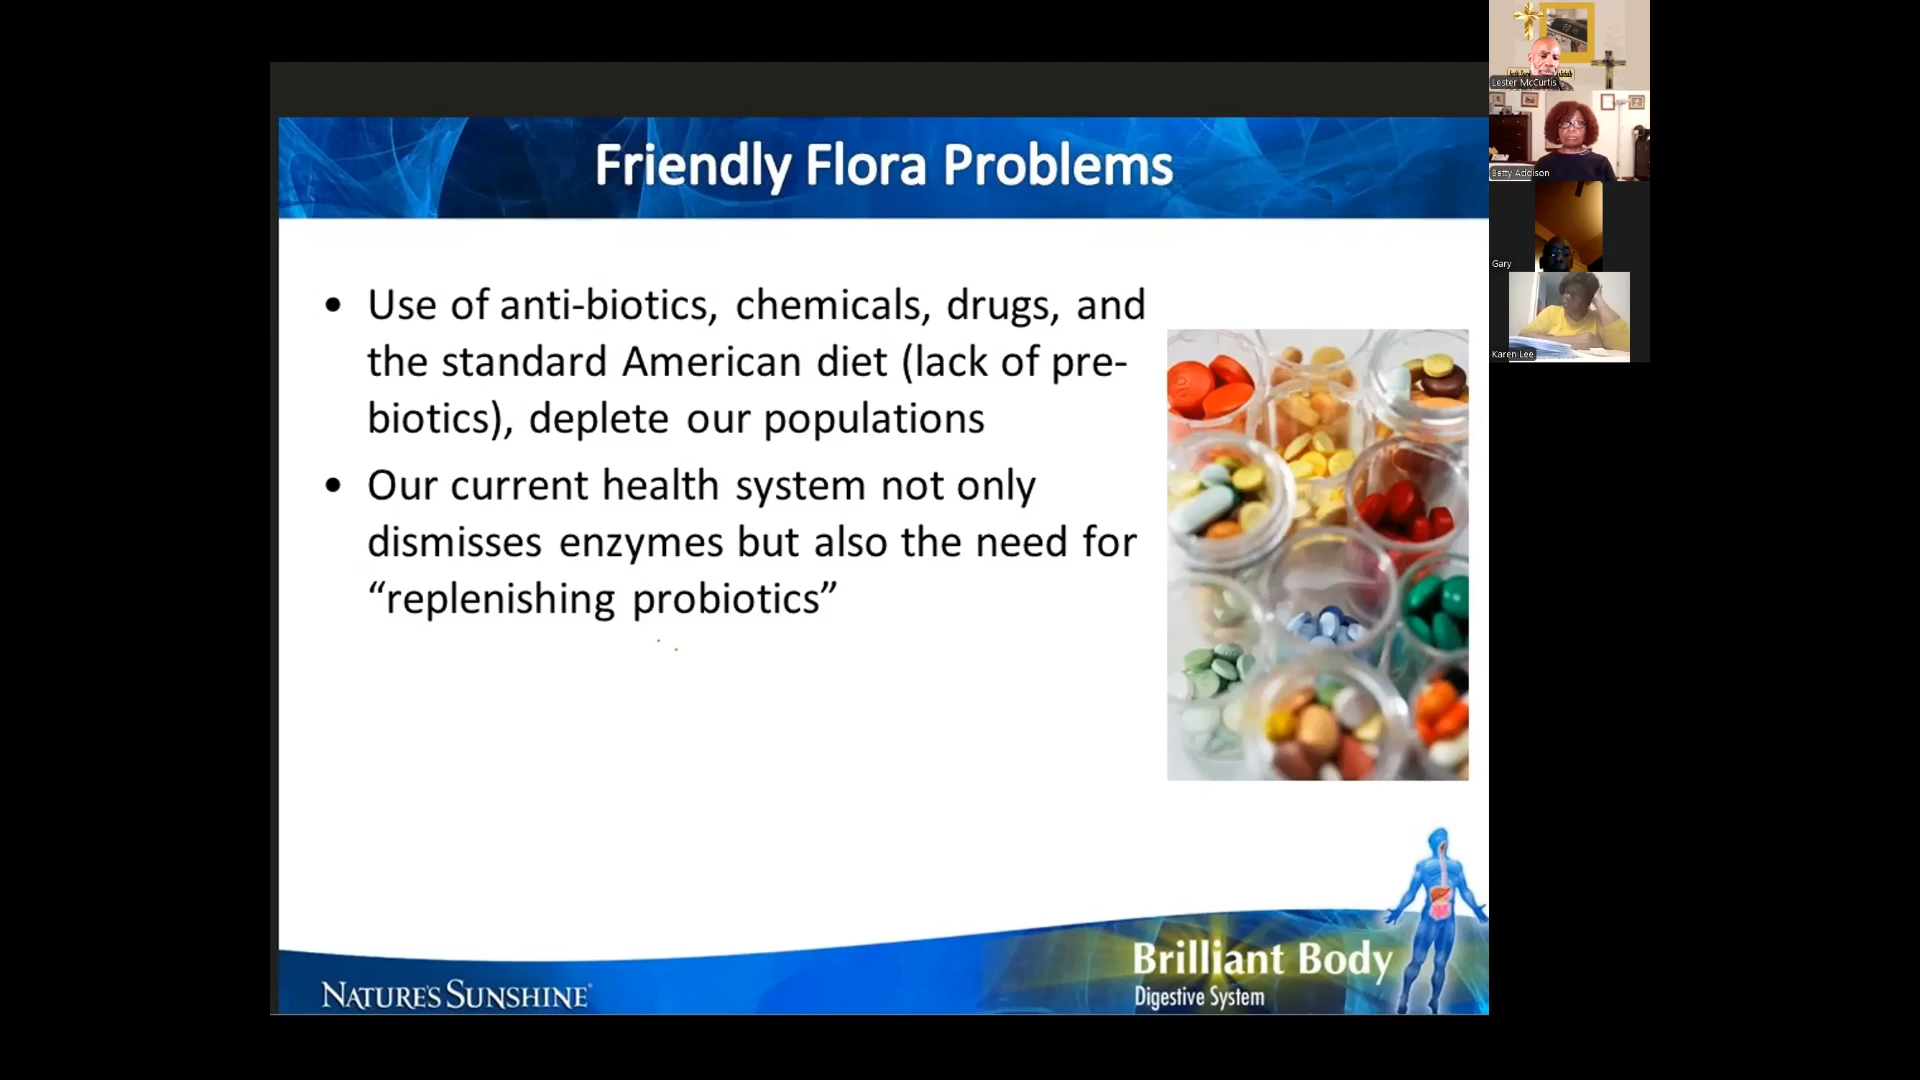 Friendly Flora Problems
• Use of anti-biotics, chemicals, drugs, and
the standard American diet (lack of pre-
biotics), deplete our populations
• Our current health system not only
dismisses enzymes but also the need for
“replenishing probiotics”
NATURE'S SUNSHINE®
Brilliant Body
Digestive System
Lester McCurtis
Betty Addison
Gary
Karen Lee